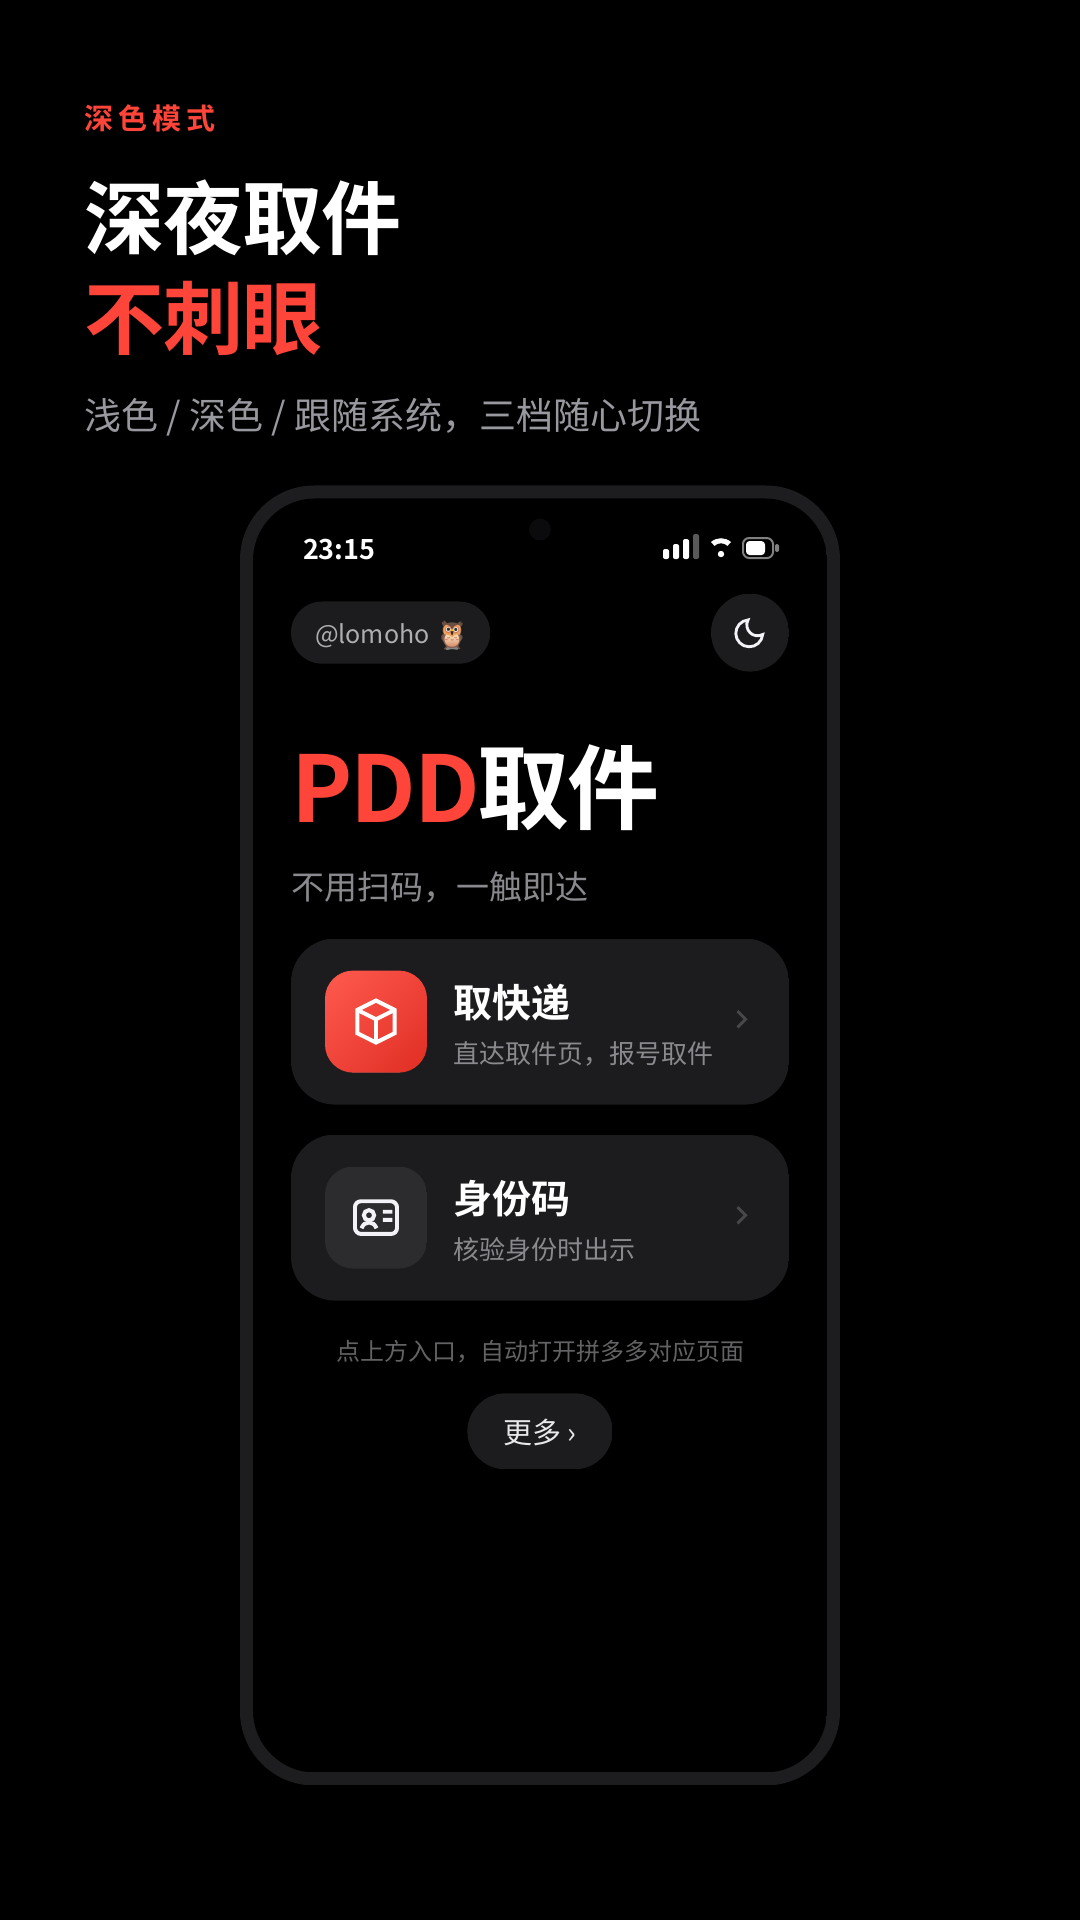 深色模式
深夜取件
不刺眼
浅色 / 深色 / 跟随系统，三档随心切换
23:15
@lomoho 🦉
PDD取件
不用扫码，一触即达
取快递
直达取件页，报号取件
身份码
核验身份时出示
点上方入口，自动打开拼多多对应页面
更多 ›